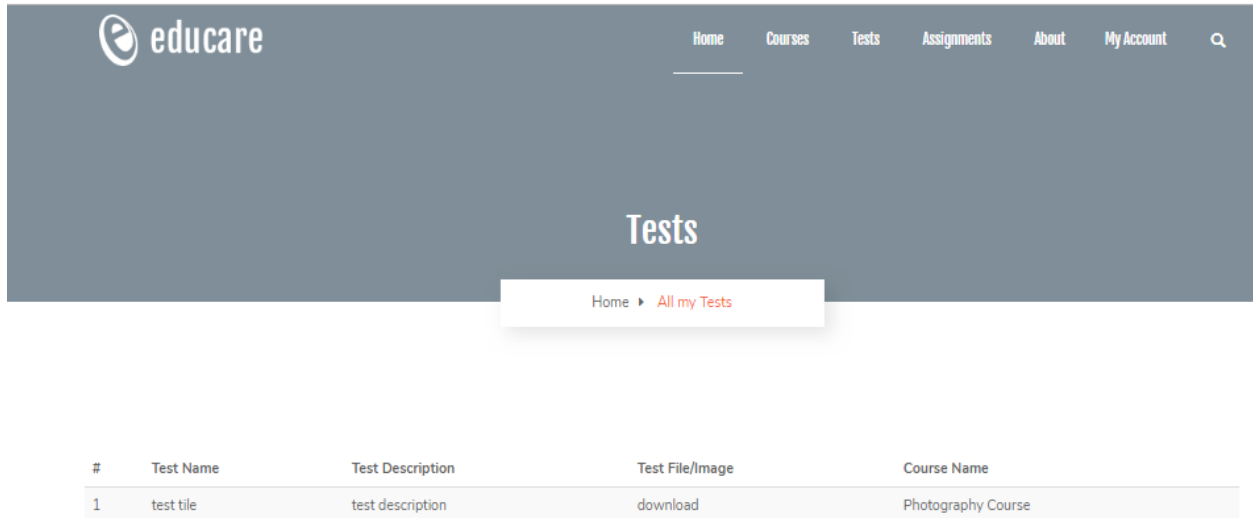 educare
Home Courses Tests Assignments About My Account
Tests
Home All my Tests
# Test Name Test Description Test File/Image Course Name
1 test tile test description download Photography Course